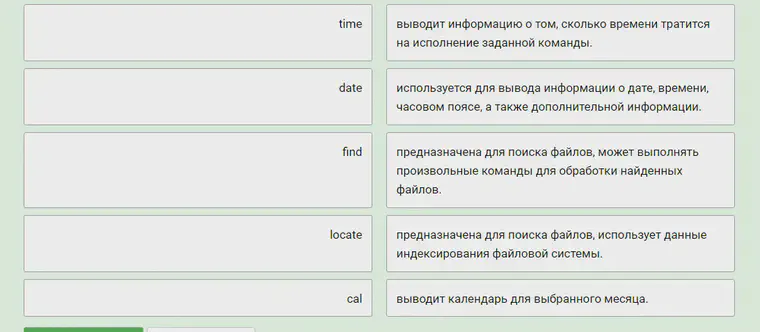 time
выводит информацию о том, сколько времени тратится
на исполнение заданной команды.
date
используется для вывода информации о дате, времени,
часовом поясе, а также дополнительной информации.
find
предназначена для поиска файлов, может выполнять
произвольные команды для обработки найденных
файлов.
locate
предназначена для поиска файлов, использует данные
индексирования файловой системы.
cal
выводит календарь для выбранного месяца.